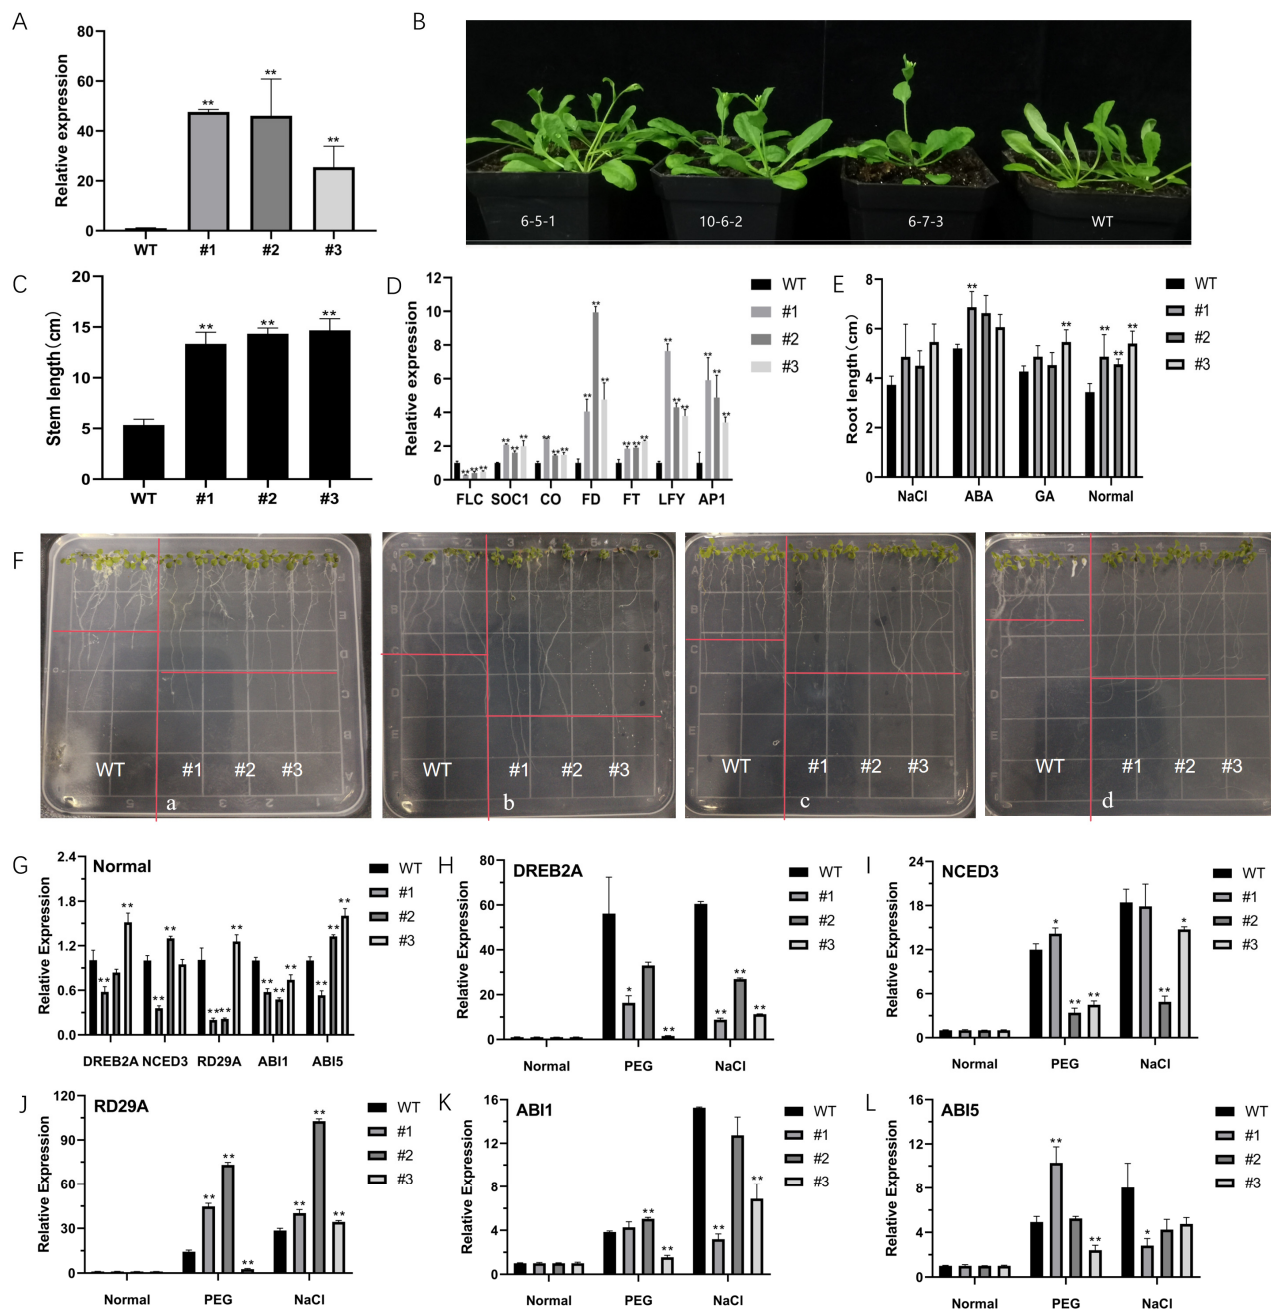 A
Relative expression
80
60
40
20
0
** ** **
WT #1 #2 #3
B
6-5-1 10-6-2 6-7-3 WT
C
Stem length(cm)
20
15
10
5
0
** ** **
WT #1 #2 #3
D
Relative expression
12
10
8
6
4
2
0
FLC SOC1 CO FD FT LFY AP1
WT
#1
#2
#3
E
Root length(cm)
8
6
4
2
0
** ** ** ** **
NaCl ABA GA Normal
WT
#1
#2
#3
F
WT #1 #2 #3
a
WT #1 #2 #3
b
WT #1 #2 #3
c
WT #1 #2 #3
d
G
Normal
Relative Expression
2.4
1.8
1.2
0.6
0.0
DREB2A NCED3 RD29A ABI1 ABI5
WT
#1
#2
#3
H
DREB2A
Relative Expression
80
60
40
20
0
* ** ** ** **
Normal PEG NaCl
WT
#1
#2
#3
I
NCED3
Relative Expression
24
18
12
6
0
* ** ** ** *
Normal PEG NaCl
WT
#1
#2
#3
J
RD29A
Relative Expression
120
90
60
30
0
** ** ** ** ** **
Normal PEG NaCl
WT
#1
#2
#3
K
ABI1
Relative Expression
16
12
8
4
0
** ** ** **
Normal PEG NaCl
WT
#1
#2
#3
L
ABI5
Relative Expression
16
12
8
4
0
** ** *
Normal PEG NaCl
WT
#1
#2
#3